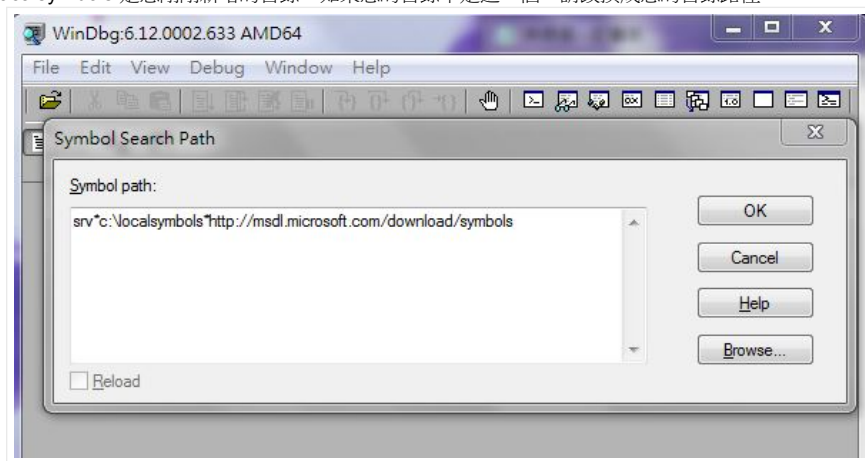 WinDbg:6.12.0002.633 AMD64
File Edit View Debug Window Help
Symbol Search Path
Symbol path:
srv*c:\localsymbols*http://msdl.microsoft.com/download/symbols
OK
Cancel
Help
Browse...
Reload